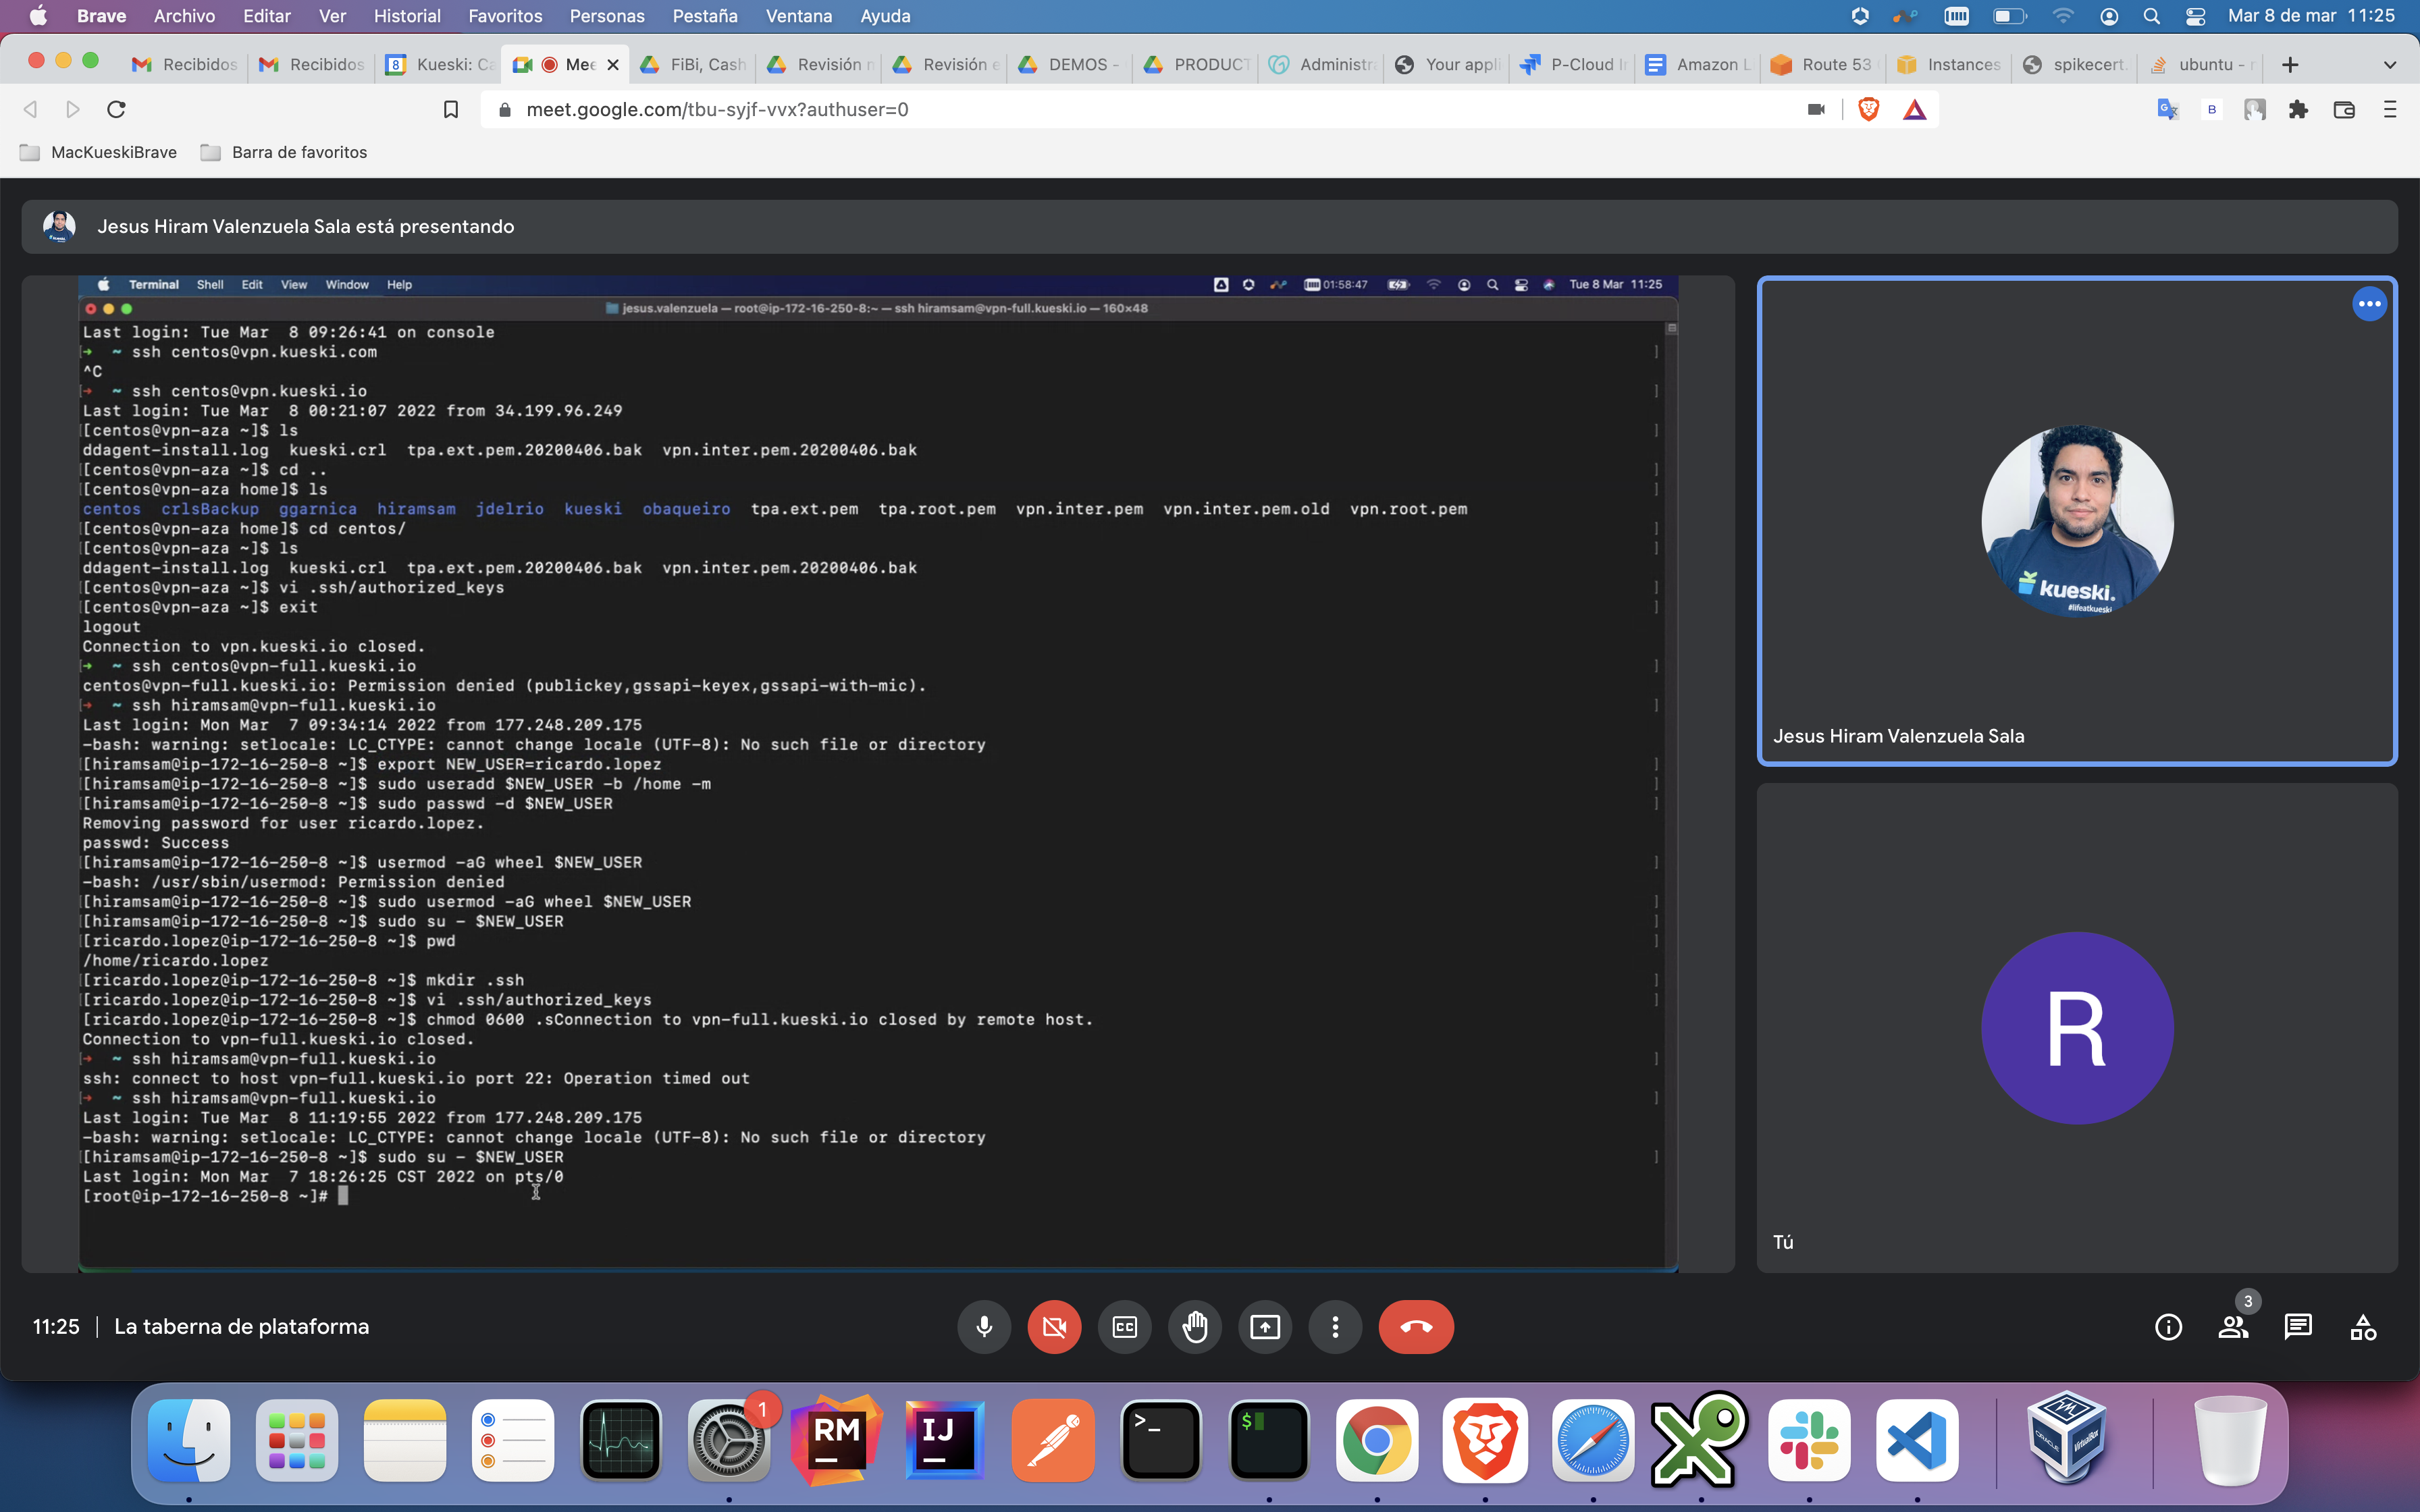 Brave Archivo Editar Ver Historial Favoritos Personas Pestaña Ventana Ayuda Mar 8 de mar 11:25
Recibidos Recibidos 8 Kueski: Ca Mee FiBi, Cash Revisión Revisión e DEMOS - PRODUCT Administra Your appli P-Cloud Amazon L Route 53 Instances spikecert. ubuntu -
meet.google.com/tbu-syjf-vvx?authuser=0
MacKueskiBrave Barra de favoritos
Jesus Hiram Valenzuela Sala está presentando
Terminal Shell Edit View Window Help 01:58:47 Tue 8 Mar 11:25
jesus.valenzuela — root@ip-172-16-250-8:~ — ssh hiramsam@vpn-full.kueski.io — 160×48
Last login: Tue Mar  8 09:26:41 on console
[➜  ~ ssh centos@vpn.kueski.com ]
^C
[➜  ~ ssh centos@vpn.kueski.io ]
Last login: Tue Mar  8 00:21:07 2022 from 34.199.96.249
[[centos@vpn-aza ~]$ ls ]
ddagent-install.log  kueski.crl  tpa.ext.pem.20200406.bak  vpn.inter.pem.20200406.bak
[[centos@vpn-aza ~]$ cd .. ]
[[centos@vpn-aza home]$ ls ]
centos  crlsBackup  ggarnica  hiramsam  jdelrio  kueski  obaqueiro  tpa.ext.pem  tpa.root.pem  vpn.inter.pem  vpn.inter.pem.old  vpn.root.pem
[[centos@vpn-aza home]$ cd centos/ ]
[[centos@vpn-aza ~]$ ls ]
ddagent-install.log  kueski.crl  tpa.ext.pem.20200406.bak  vpn.inter.pem.20200406.bak
[[centos@vpn-aza ~]$ vi .ssh/authorized_keys ]
[[centos@vpn-aza ~]$ exit ]
logout
Connection to vpn.kueski.io closed.
[➜  ~ ssh centos@vpn-full.kueski.io ]
centos@vpn-full.kueski.io: Permission denied (publickey,gssapi-keyex,gssapi-with-mic).
[➜  ~ ssh hiramsam@vpn-full.kueski.io ]
Last login: Mon Mar  7 09:34:14 2022 from 177.248.209.175
-bash: warning: setlocale: LC_CTYPE: cannot change locale (UTF-8): No such file or directory
[[hiramsam@ip-172-16-250-8 ~]$ export NEW_USER=ricardo.lopez ]
[[hiramsam@ip-172-16-250-8 ~]$ sudo useradd $NEW_USER -b /home -m ]
[[hiramsam@ip-172-16-250-8 ~]$ sudo passwd -d $NEW_USER ]
Removing password for user ricardo.lopez.
passwd: Success
[[hiramsam@ip-172-16-250-8 ~]$ usermod -aG wheel $NEW_USER ]
-bash: /usr/sbin/usermod: Permission denied
[[hiramsam@ip-172-16-250-8 ~]$ sudo usermod -aG wheel $NEW_USER ]
[[hiramsam@ip-172-16-250-8 ~]$ sudo su - $NEW_USER ]
[[ricardo.lopez@ip-172-16-250-8 ~]$ pwd ]
/home/ricardo.lopez
[[ricardo.lopez@ip-172-16-250-8 ~]$ mkdir .ssh ]
[[ricardo.lopez@ip-172-16-250-8 ~]$ vi .ssh/authorized_keys ]
[ricardo.lopez@ip-172-16-250-8 ~]$ chmod 0600 .sConnection to vpn-full.kueski.io closed by remote host.
Connection to vpn-full.kueski.io closed.
[➜  ~ ssh hiramsam@vpn-full.kueski.io ]
ssh: connect to host vpn-full.kueski.io port 22: Operation timed out
[➜  ~ ssh hiramsam@vpn-full.kueski.io ]
Last login: Tue Mar  8 11:19:55 2022 from 177.248.209.175
-bash: warning: setlocale: LC_CTYPE: cannot change locale (UTF-8): No such file or directory
[[hiramsam@ip-172-16-250-8 ~]$ sudo su - $NEW_USER ]
Last login: Mon Mar  7 18:26:25 CST 2022 on pts/0
[root@ip-172-16-250-8 ~]#
kueski.
#lifeatkueski
Jesus Hiram Valenzuela Sala
R
Tú
11:25 | La taberna de plataforma
CC
3
1
RM
IJ
>_
$
ORACLE
VirtualBox